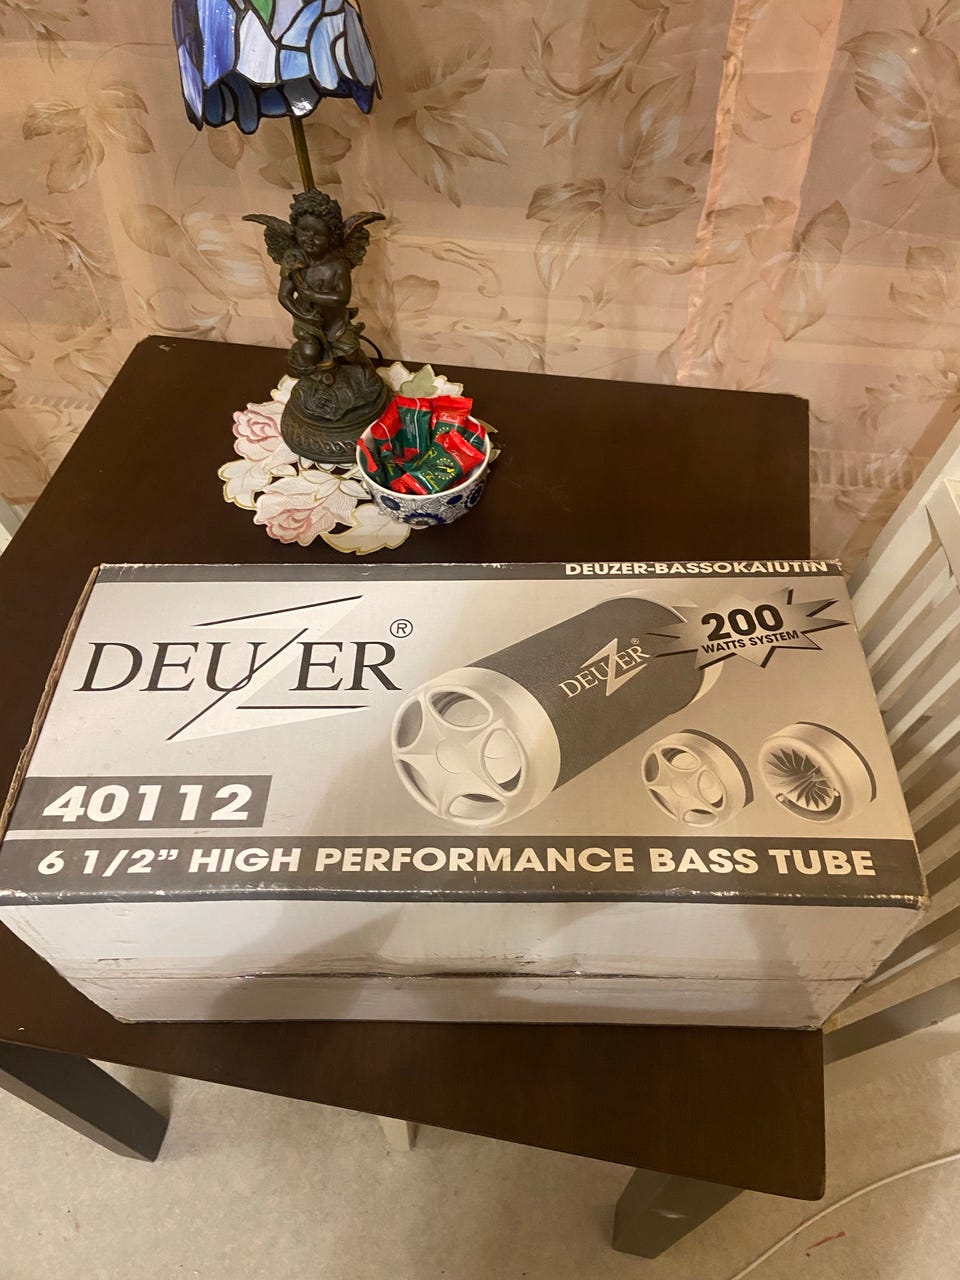 DEUZER-BASSOKAIUTIN
DEUZER®
DEUZER®
200
WATTS SYSTEM
40112
6 1/2” HIGH PERFORMANCE BASS TUBE